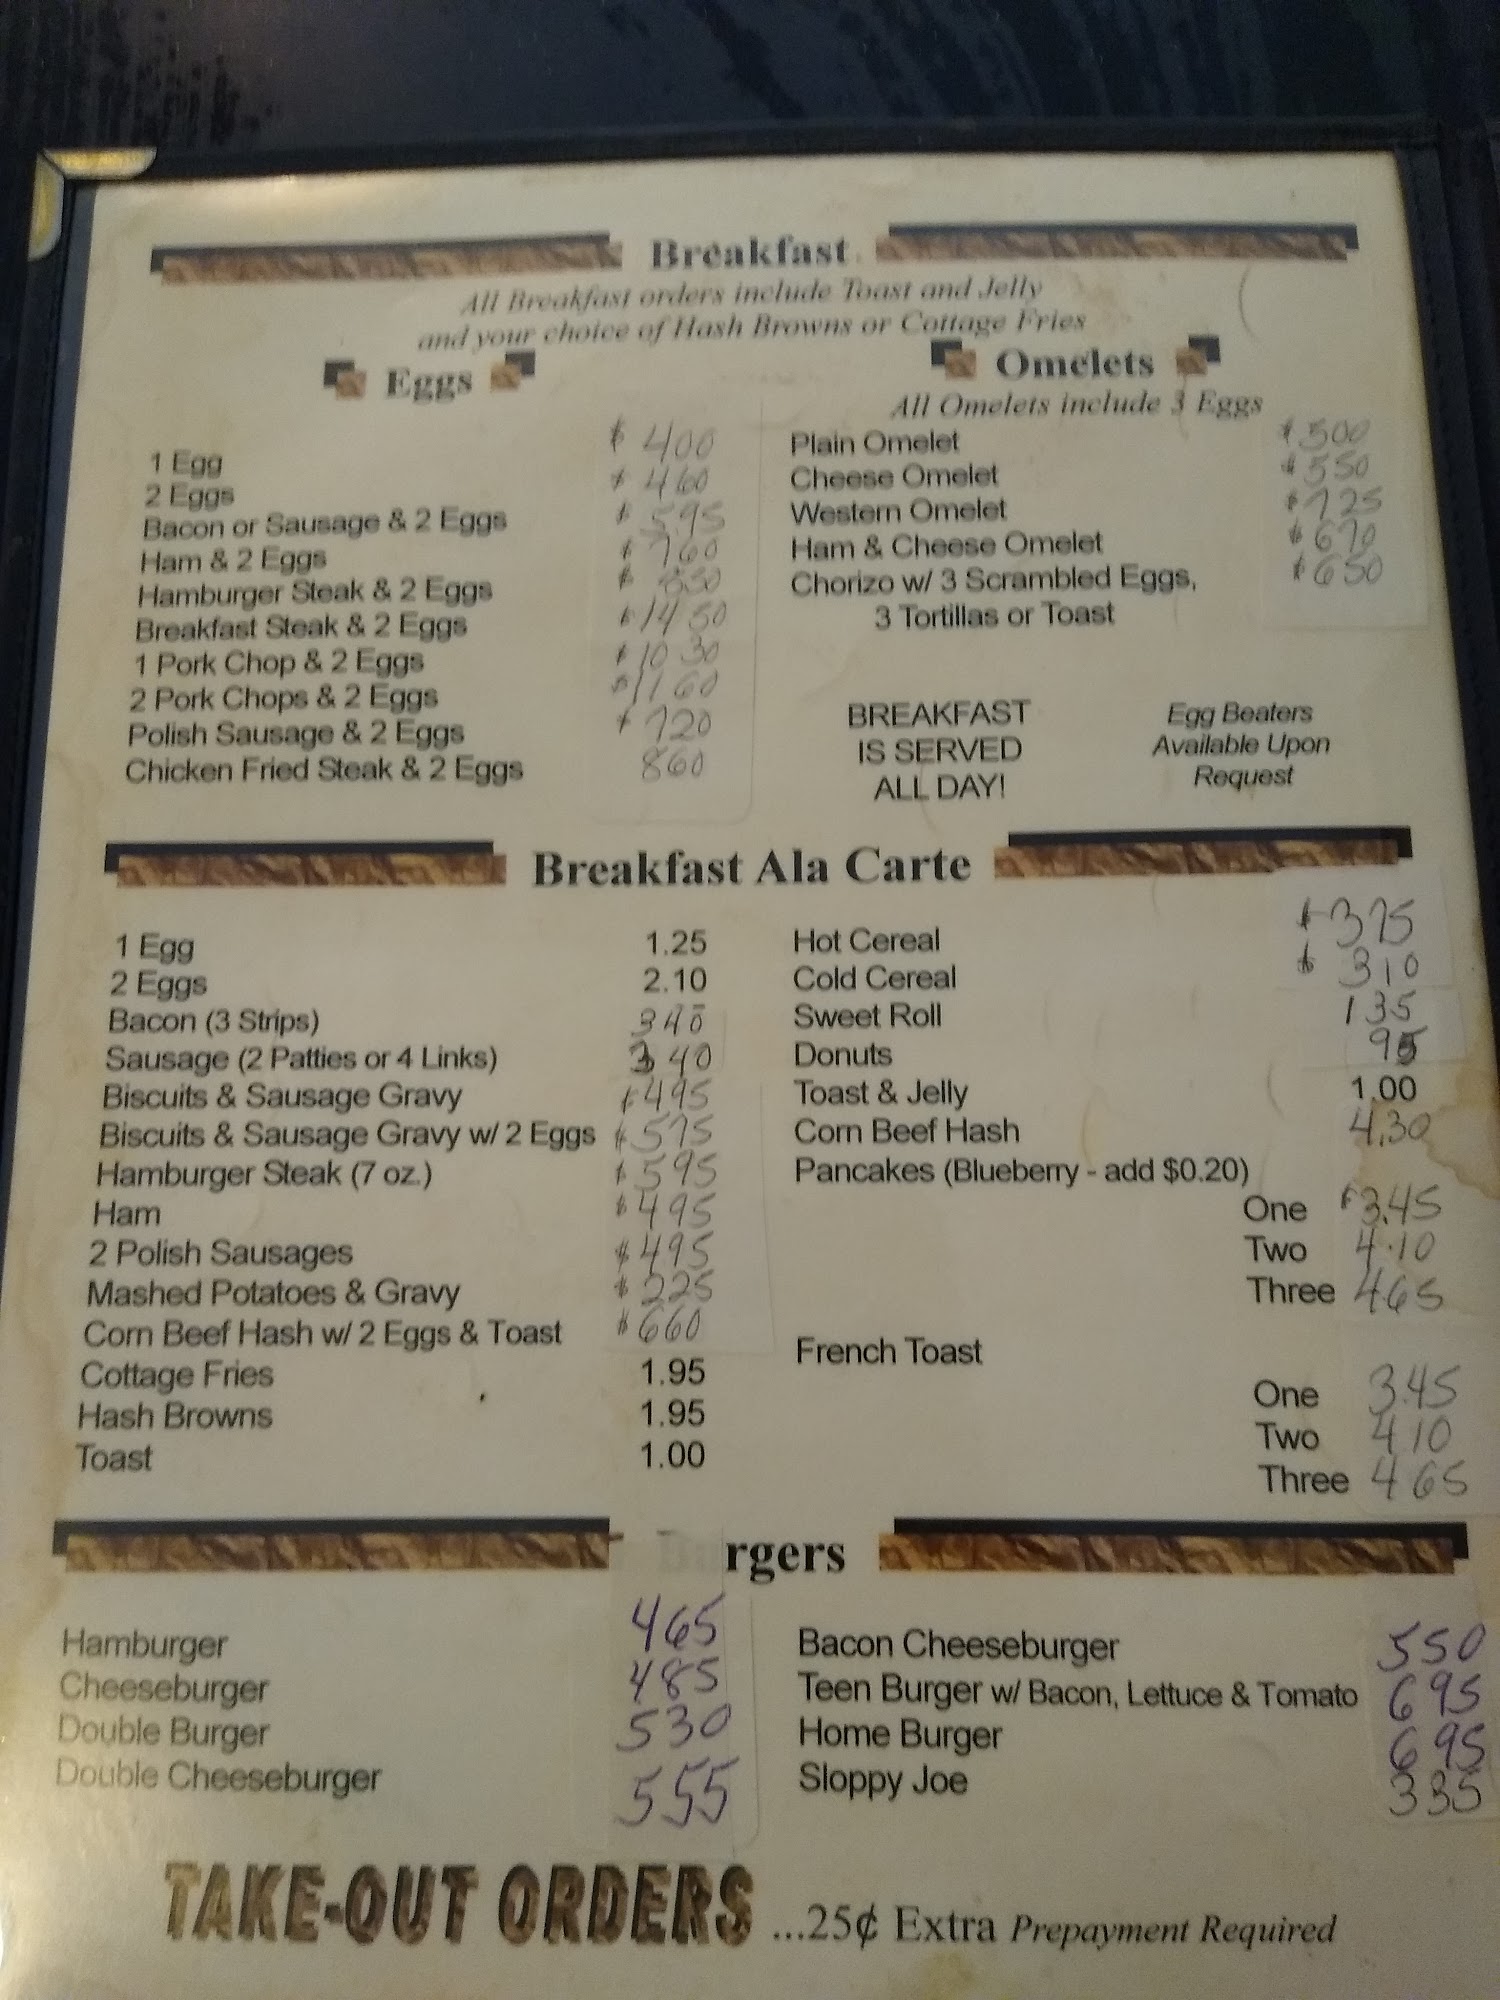 Breakfast
All Breakfast orders include Toast and Jelly
and your choice of Hash Browns or Cottage Fries
Eggs
1 Egg $ 400
2 Eggs $ 460
Bacon or Sausage & 2 Eggs $ 595
Ham & 2 Eggs $ 760
Hamburger Steak & 2 Eggs $ 850
Breakfast Steak & 2 Eggs $ 1450
1 Pork Chop & 2 Eggs $ 1030
2 Pork Chops & 2 Eggs $ 1160
Polish Sausage & 2 Eggs $ 720
Chicken Fried Steak & 2 Eggs 860
Omelets
All Omelets include 3 Eggs
Plain Omelet $ 500
Cheese Omelet $ 550
Western Omelet $ 725
Ham & Cheese Omelet $ 670
Chorizo w/ 3 Scrambled Eggs, $ 650
3 Tortillas or Toast
BREAKFAST
IS SERVED
ALL DAY!
Egg Beaters
Available Upon
Request
Breakfast Ala Carte
1 Egg 1.25
2 Eggs 2.10
Bacon (3 Strips) 340
Sausage (2 Patties or 4 Links) 340
Biscuits & Sausage Gravy $ 495
Biscuits & Sausage Gravy w/ 2 Eggs $ 575
Hamburger Steak (7 oz.) $ 595
Ham $ 495
2 Polish Sausages $ 495
Mashed Potatoes & Gravy $ 225
Corn Beef Hash w/ 2 Eggs & Toast $ 660
Cottage Fries 1.95
Hash Browns 1.95
Toast 1.00
Hot Cereal $ 375
Cold Cereal $ 310
Sweet Roll 135
Donuts 95
Toast & Jelly 1.00
Corn Beef Hash 4.30
Pancakes (Blueberry - add $0.20)
One $ 3.45
Two 4.10
Three 4.65
French Toast
One 3.45
Two 4 10
Three 4 65
rgers
Hamburger 465
Cheeseburger 485
Double Burger 530
Double Cheeseburger 555
Bacon Cheeseburger 550
Teen Burger w/ Bacon, Lettuce & Tomato 695
Home Burger 695
Sloppy Joe 335
TAKE-OUT ORDERS ...25¢ Extra Prepayment Required